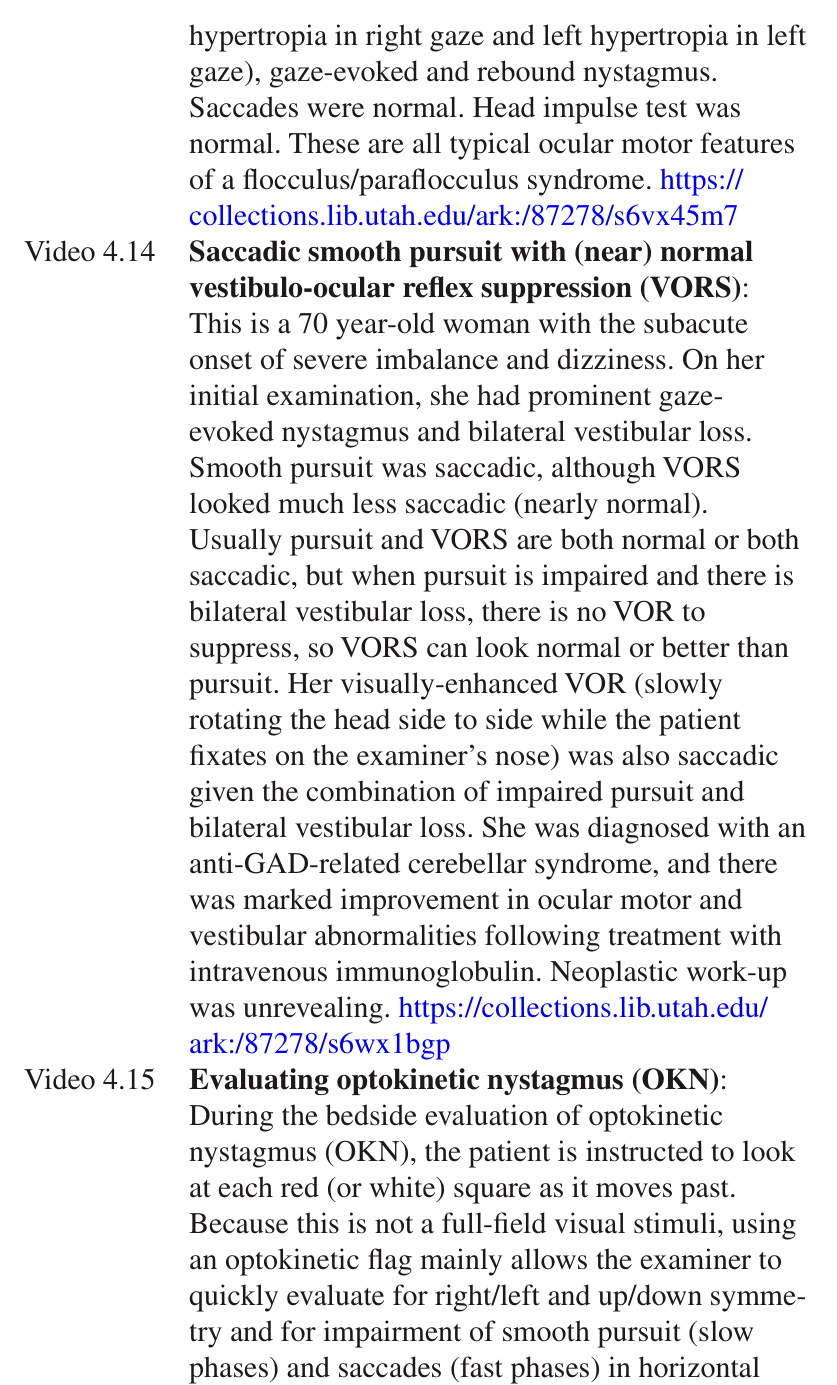 hypertropia in right gaze and left hypertropia in left
gaze), gaze-evoked and rebound nystagmus.
Saccades were normal. Head impulse test was
normal. These are all typical ocular motor features
of a flocculus/paraflocculus syndrome. https://
collections.lib.utah.edu/ark:/87278/s6vx45m7
Video 4.14 Saccadic smooth pursuit with (near) normal
vestibulo-ocular reflex suppression (VORS):
This is a 70 year-old woman with the subacute
onset of severe imbalance and dizziness. On her
initial examination, she had prominent gaze-
evoked nystagmus and bilateral vestibular loss.
Smooth pursuit was saccadic, although VORS
looked much less saccadic (nearly normal).
Usually pursuit and VORS are both normal or both
saccadic, but when pursuit is impaired and there is
bilateral vestibular loss, there is no VOR to
suppress, so VORS can look normal or better than
pursuit. Her visually-enhanced VOR (slowly
rotating the head side to side while the patient
fixates on the examiner's nose) was also saccadic
given the combination of impaired pursuit and
bilateral vestibular loss. She was diagnosed with an
anti-GAD-related cerebellar syndrome, and there
was marked improvement in ocular motor and
vestibular abnormalities following treatment with
intravenous immunoglobulin. Neoplastic work-up
was unrevealing. https://collections.lib.utah.edu/
ark:/87278/s6wx1bgp
Video 4.15 Evaluating optokinetic nystagmus (OKN):
During the bedside evaluation of optokinetic
nystagmus (OKN), the patient is instructed to look
at each red (or white) square as it moves past.
Because this is not a full-field visual stimuli, using
an optokinetic flag mainly allows the examiner to
quickly evaluate for right/left and up/down symme-
try and for impairment of smooth pursuit (slow
phases) and saccades (fast phases) in horizontal